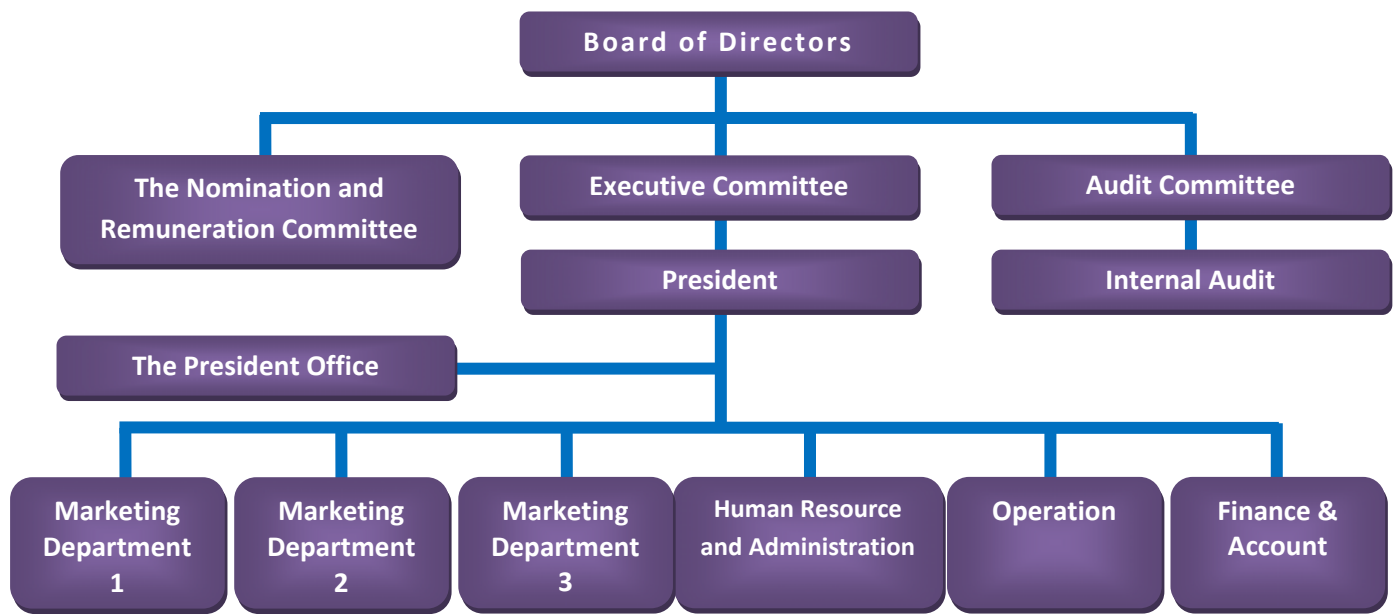 Board of Directors
The Nomination and
Remuneration Committee
Executive Committee
Audit Committee
President
Internal Audit
The President Office
Marketing
Department
1
Marketing
Department
2
Marketing
Department
3
Human Resource
and Administration
Operation
Finance &
Account